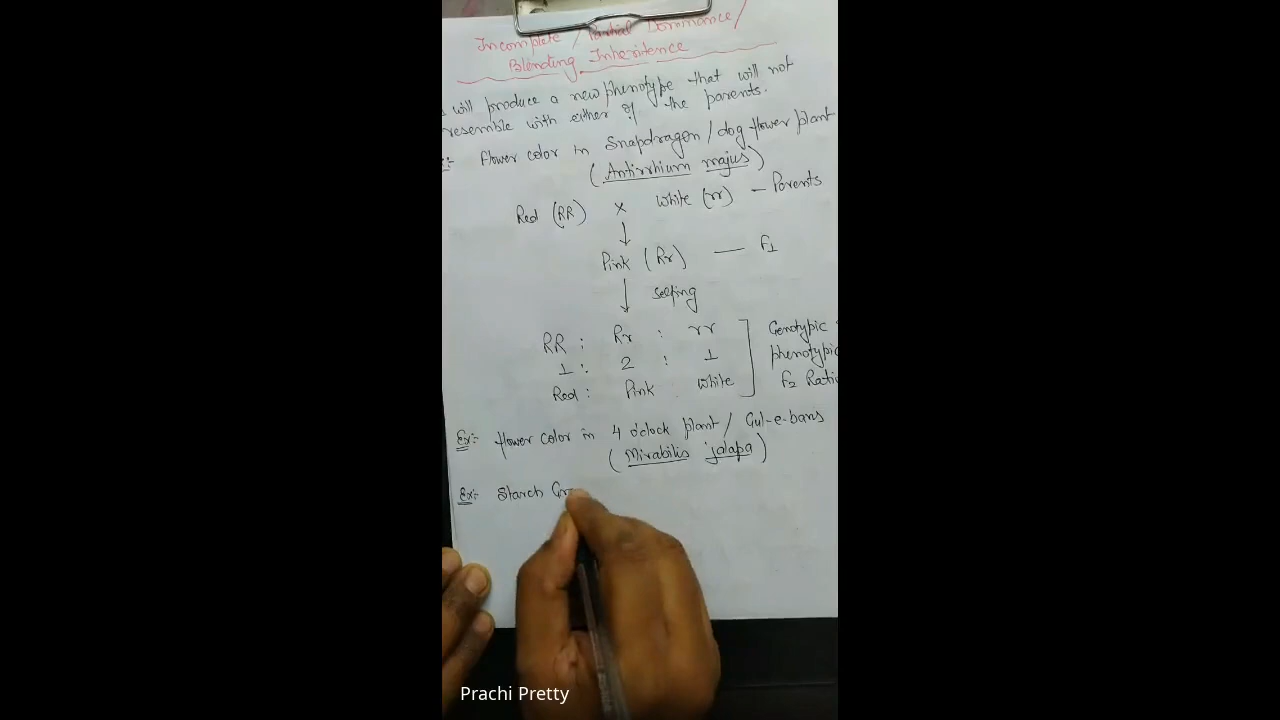 Incomplete / Partial Dominance /
Blending Inheritence
will produce a new phenotype that will not
resemble with either of the parents.
Flower color in Snapdragon / dog flower plant
(Antirrhium majus)
Red (RR) x White (rr) - Parents
Pink (Rr) — F1
selfing
RR : Rr : rr
1 : 2 : 1
Red : Pink White
Genotypic
phenotypic
F2 Ratio
Ex:- flower color in 4 o'clock plant / Gul-e-bans
(Mirabilis jalapa)
Ex:- Starch Gr
Prachi Pretty